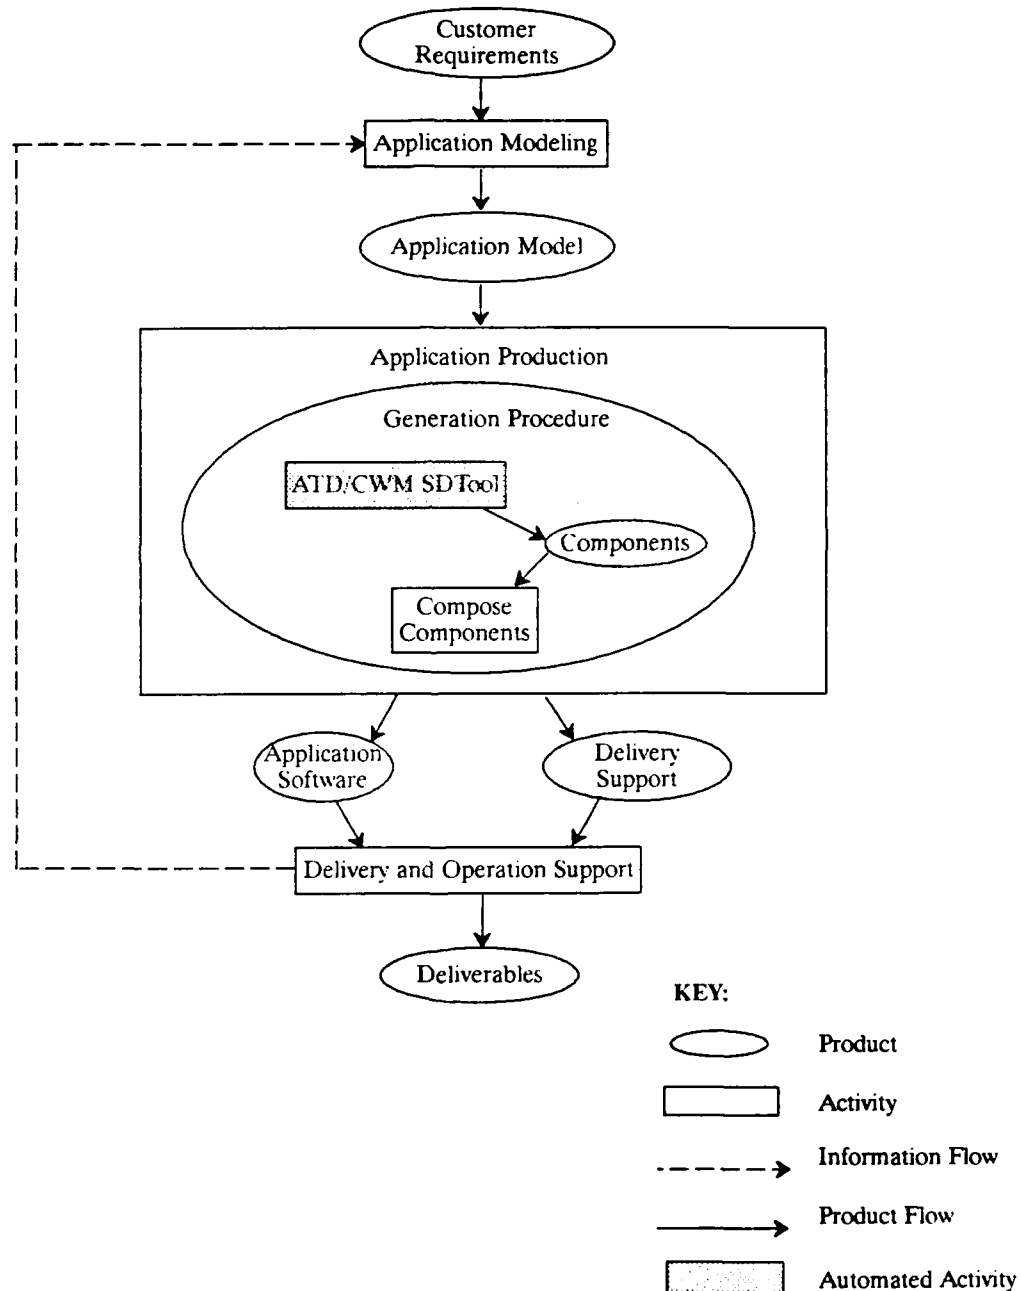 Customer
Requirements
Application Modeling
Application Model
Application Production
Generation Procedure
ATD/CWM SDTool
Components
Compose
Components
Application
Software
Delivery
Support
Delivery and Operation Support
Deliverables
KEY:
Product
Activity
Information Flow
Product Flow
Automated Activity